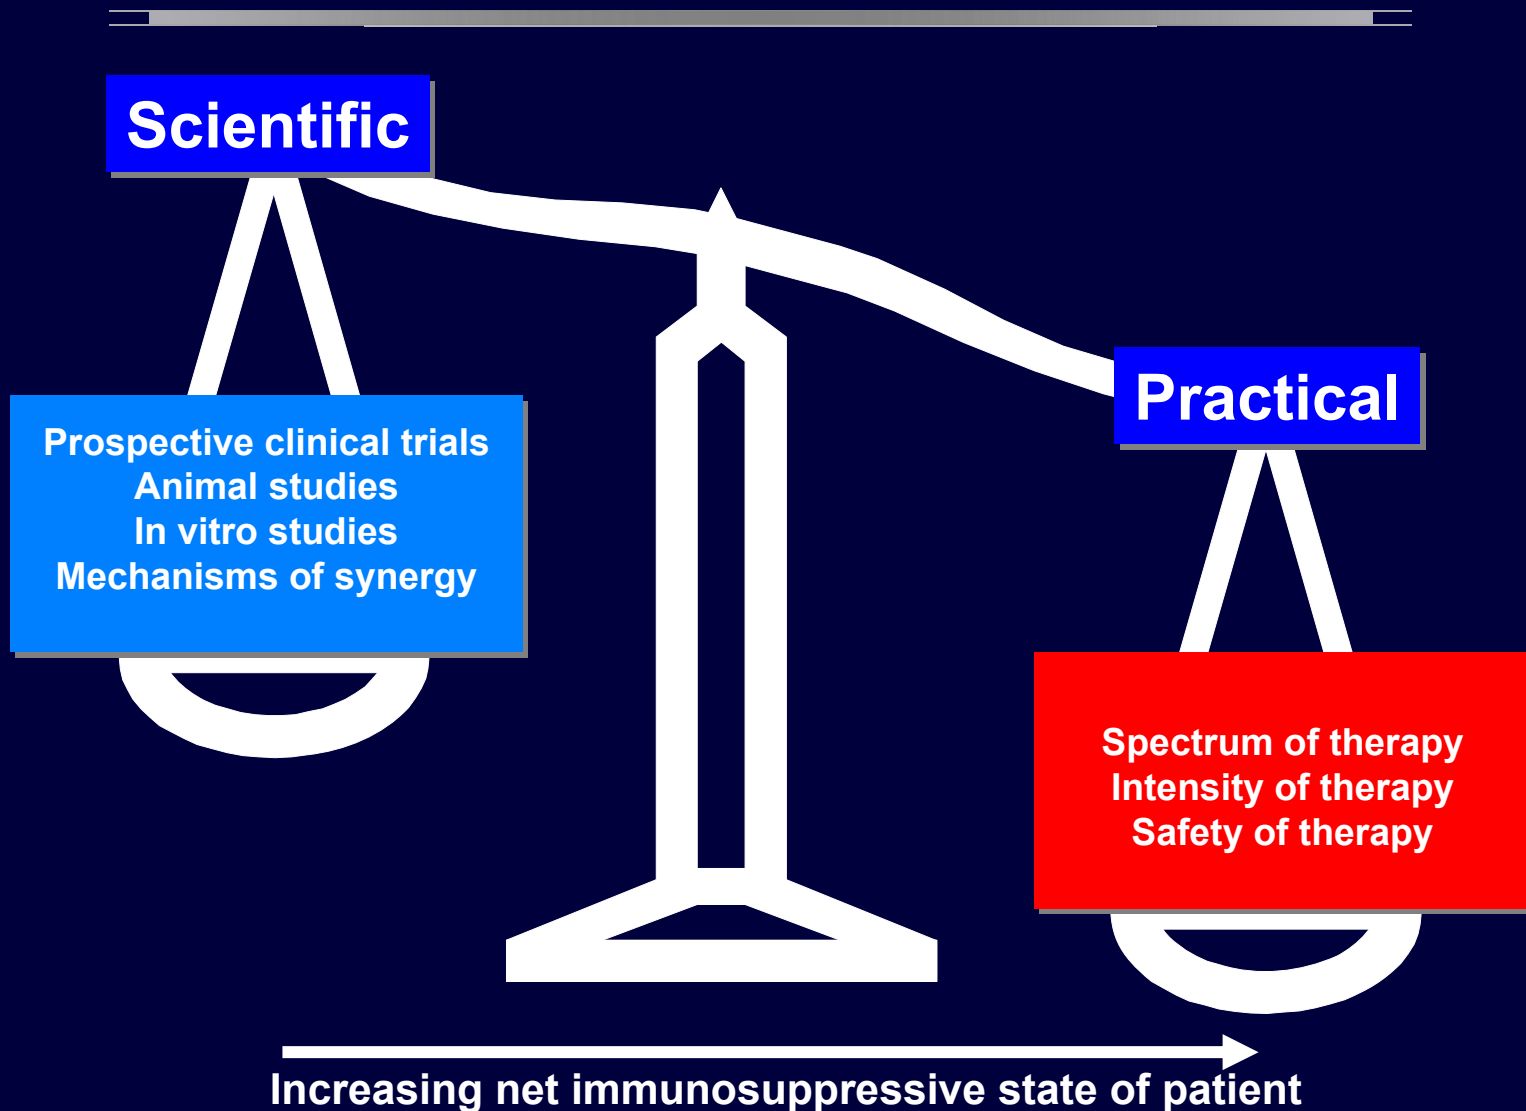 Scientific
Prospective clinical trials
Animal studies
In vitro studies
Mechanisms of synergy
Practical
Spectrum of therapy
Intensity of therapy
Safety of therapy
Increasing net immunosuppressive state of patient